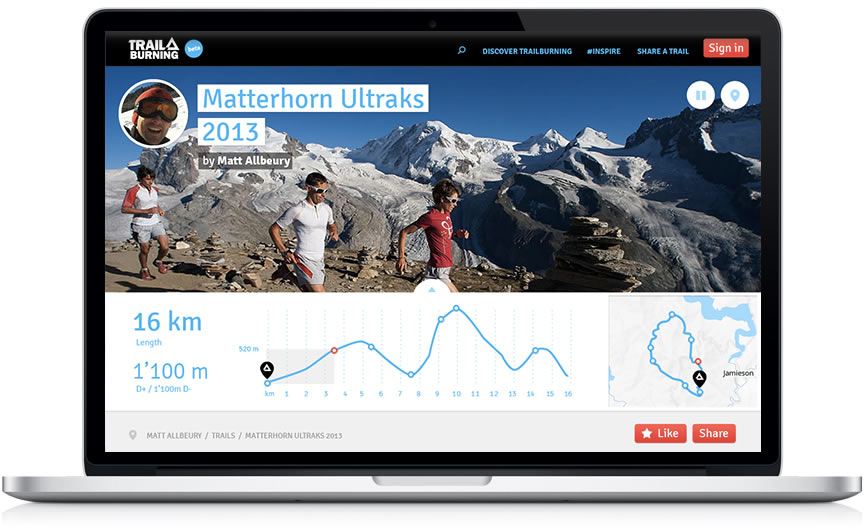 TRAIL
BURNING
beta
DISCOVER TRAILBURNING
#INSPIRE
SHARE A TRAIL
Sign in
Matterhorn Ultraks
2013
by Matt Allbeury
16 km
Length
1’100 m
D+ / 1’100m D-
520 m
km 1 2 3 4 5 6 7 8 9 10 11 12 13 14 15 16
Jamieson
MATT ALLBEURY / TRAILS / MATTERHORN ULTRAKS 2013
Like
Share